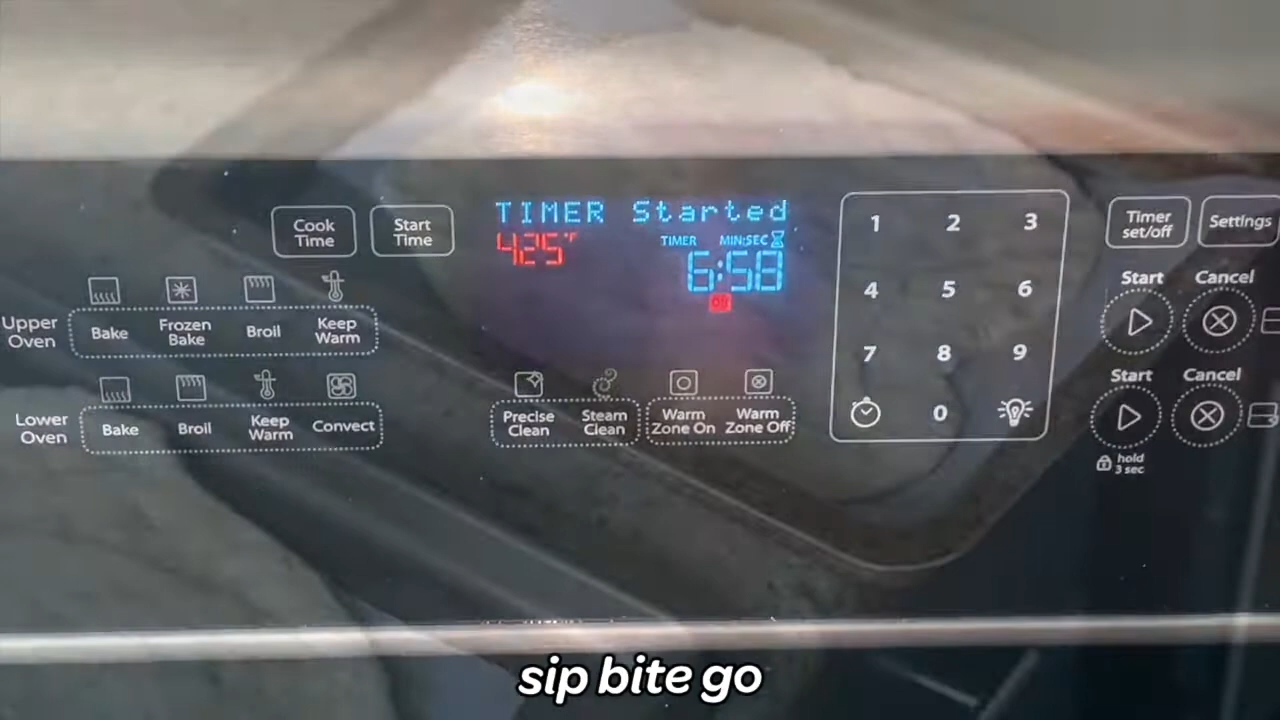 TIMER Started
425°F
TIMER MIN:SEC
6:58
On
Cook Time
Start Time
Upper Oven
Bake
Frozen Bake
Broil
Keep Warm
Lower Oven
Bake
Broil
Keep Warm
Convect
Precise Clean
Steam Clean
Warm Zone On
Warm Zone Off
1 2 3
4 5 6
7 8 9
0
Timer set/off
Settings
Start
Cancel
Start
Cancel
hold 3 sec
sip bite go